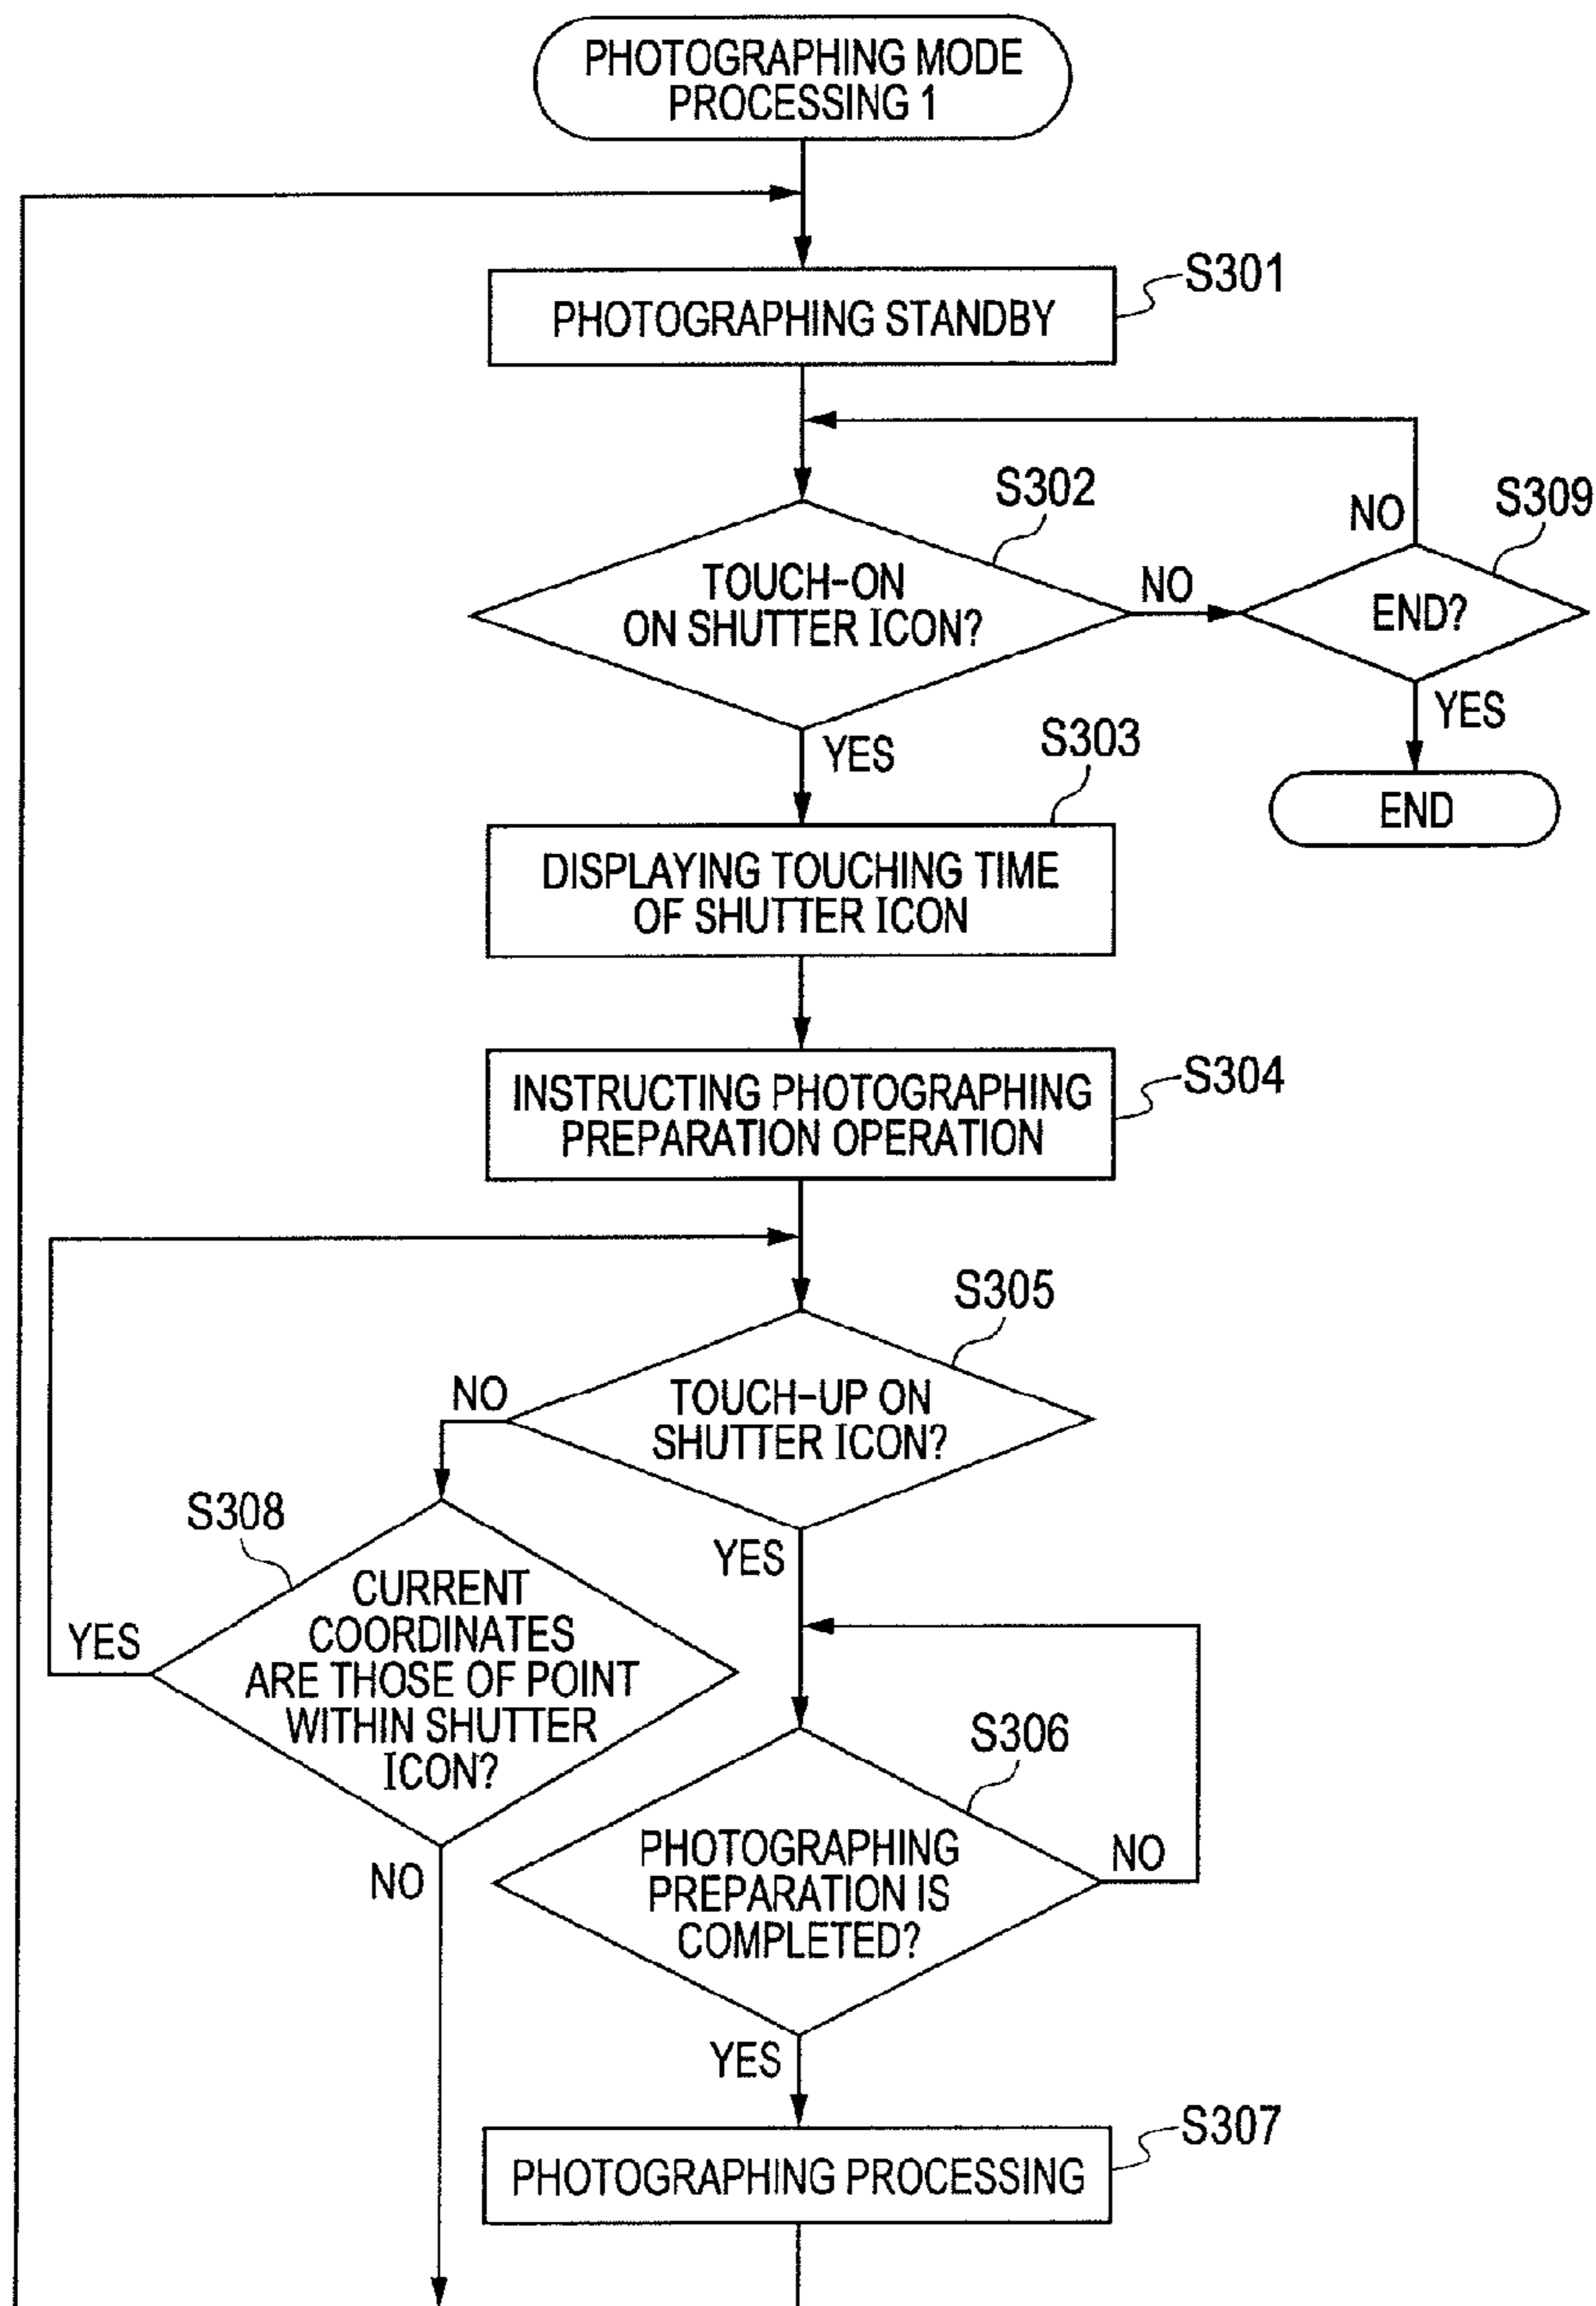 PHOTOGRAPHING MODE
PROCESSING 1
S301
PHOTOGRAPHING STANDBY
S302
S309
NO
TOUCH-ON
ON SHUTTER ICON?
NO
END?
YES
YES
S303
END
DISPLAYING TOUCHING TIME
OF SHUTTER ICON
S304
INSTRUCTING PHOTOGRAPHING
PREPARATION OPERATION
S305
NO
TOUCH-UP ON
SHUTTER ICON?
S308
YES
CURRENT
COORDINATES
ARE THOSE OF POINT
WITHIN SHUTTER
ICON?
YES
S306
NO
PHOTOGRAPHING
PREPARATION IS
COMPLETED?
NO
YES
S307
PHOTOGRAPHING PROCESSING